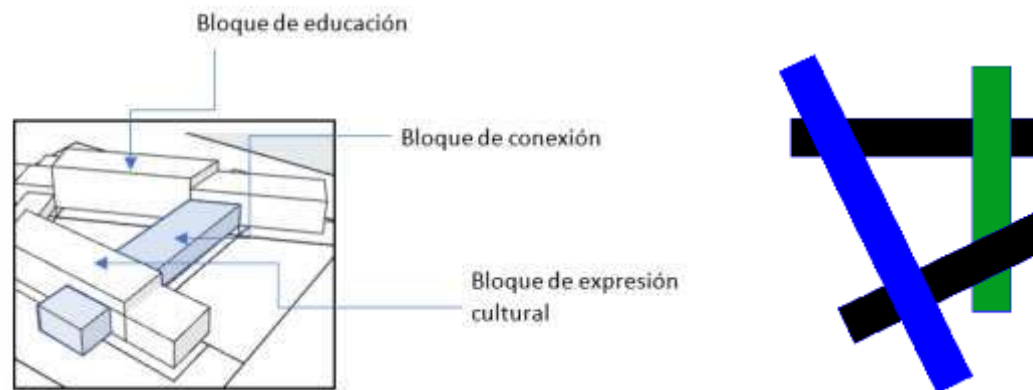 Bloque de educación
Bloque de conexión
Bloque de expresión
cultural